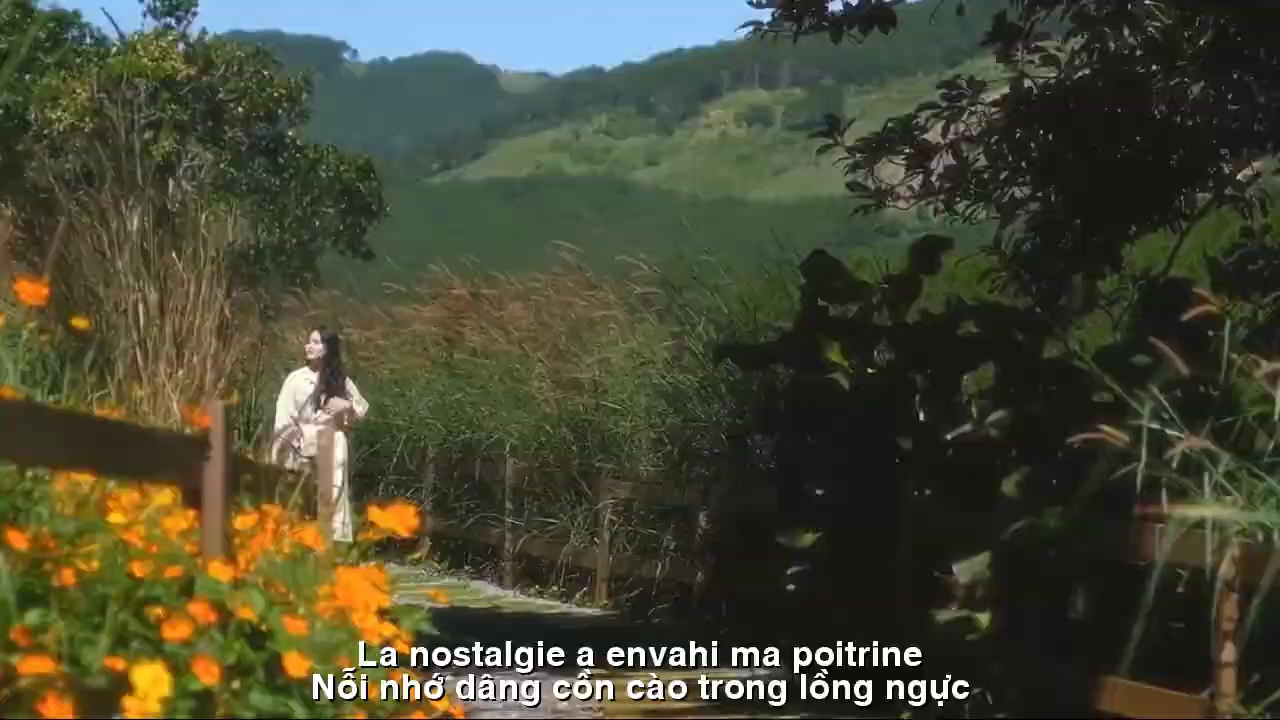 La nostalgie a envahi ma poitrine
Nỗi nhớ dâng cồn cào trong lồng ngực